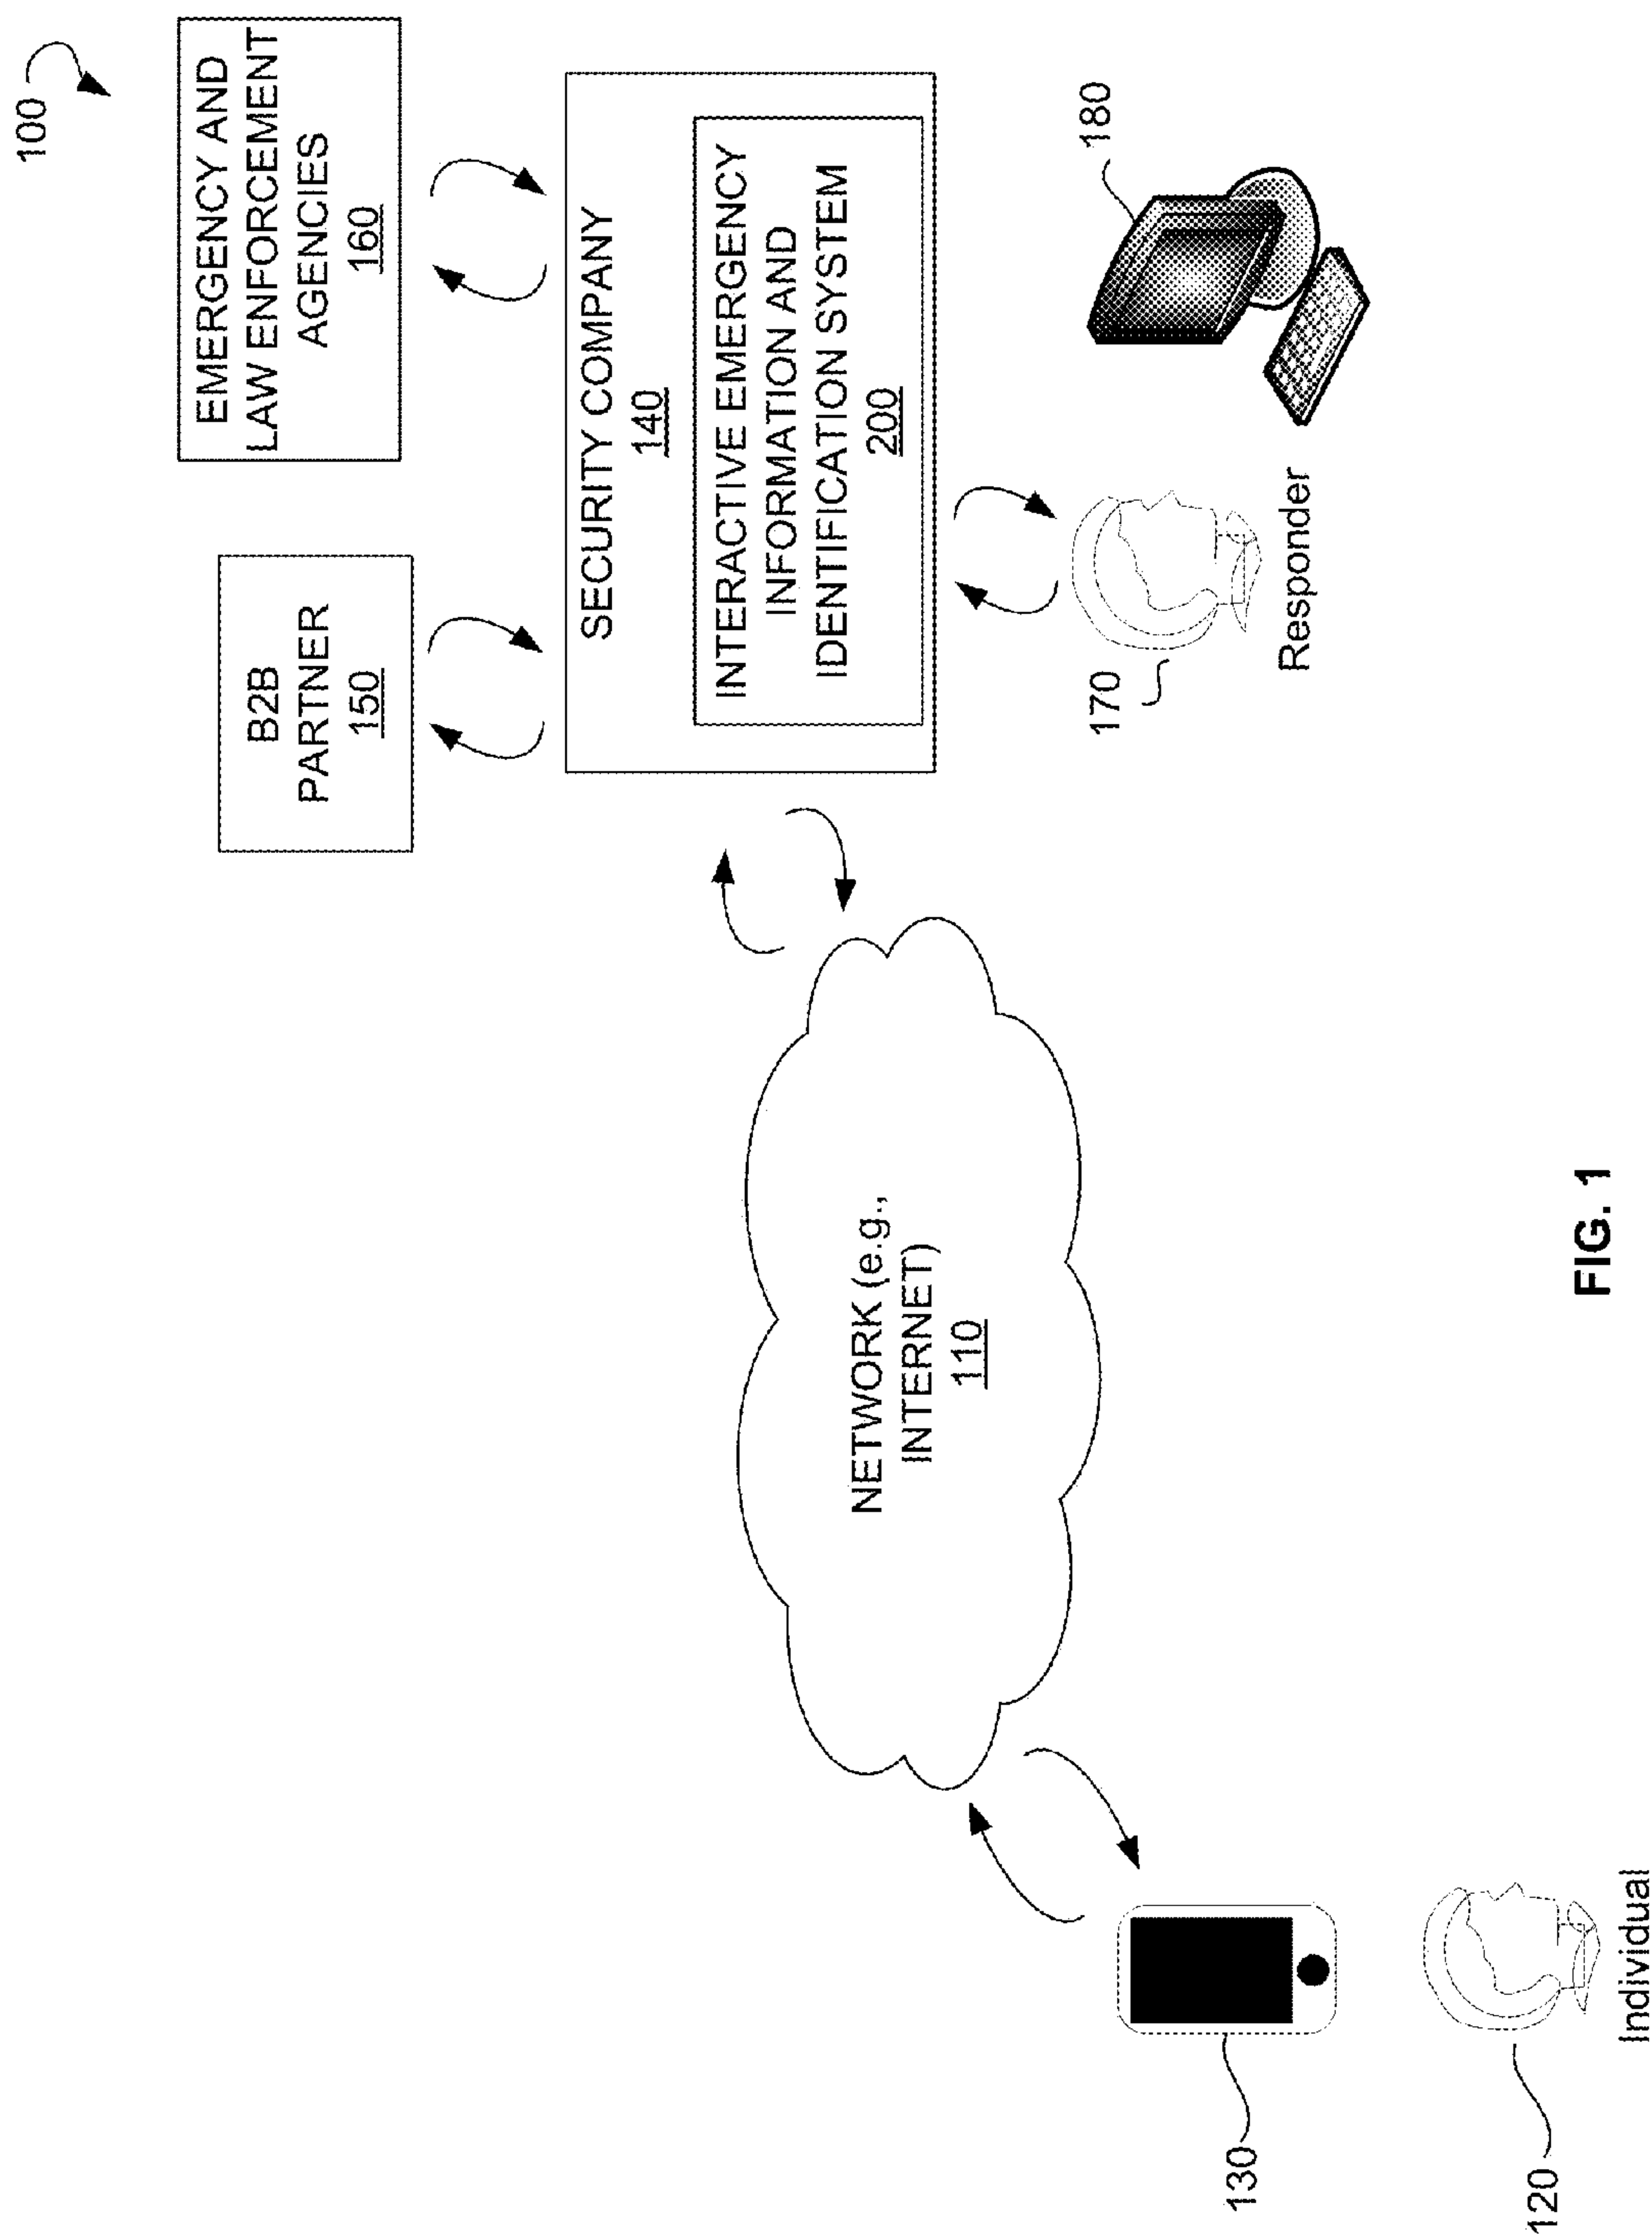 100
EMERGENCY AND
LAW ENFORCEMENT
AGENCIES
160
B2B
PARTNER
150
SECURITY COMPANY
140
INTERACTIVE EMERGENCY
INFORMATION AND
IDENTIFICATION SYSTEM
200
180
170
Responder
NETWORK (e.g.,
INTERNET)
110
130
120
Individual
FIG. 1